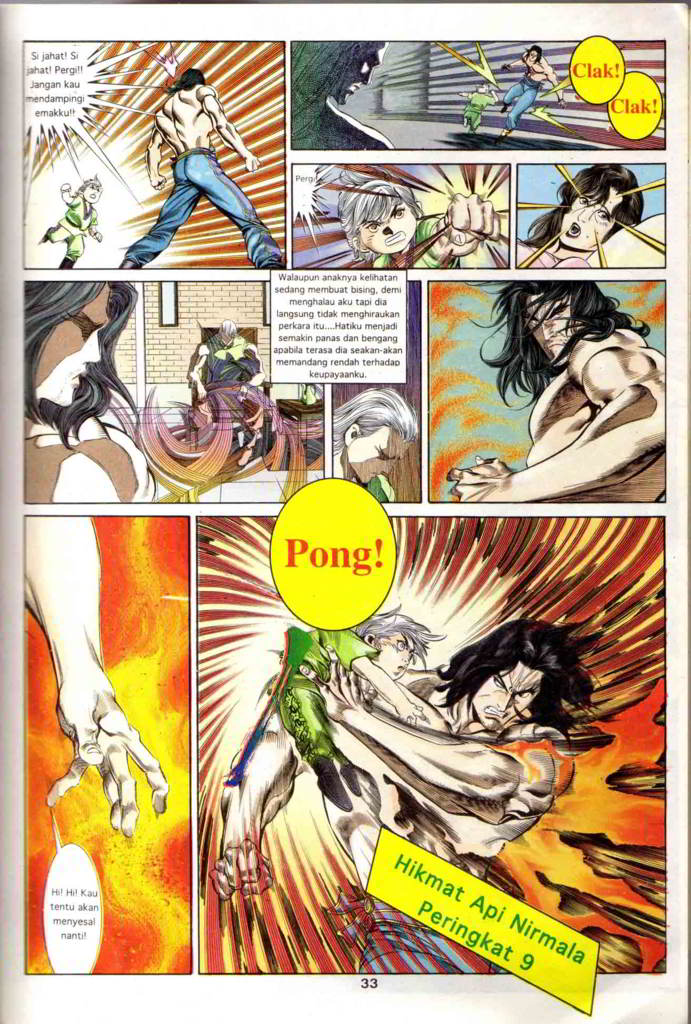 Si jahat! Si
jahat! Pergi!!
Jangan kau
mendampingi
emakku!!
Clak!
Clak!
Pergi
Walaupun anaknya kelihatan
sedang membuat bising, demi
menghalau aku tapi dia
langsung tidak menghiraukan
perkara itu....Hatiku menjadi
semakin panas dan bengang
apabila terasa dia seakan-akan
memandang rendah terhadap
keupayaanku.
Hi! Hi! Kau
tentu akan
menyesal
nanti!
Pong!
Hikmat Api Nirmala
Peringkat 9
33